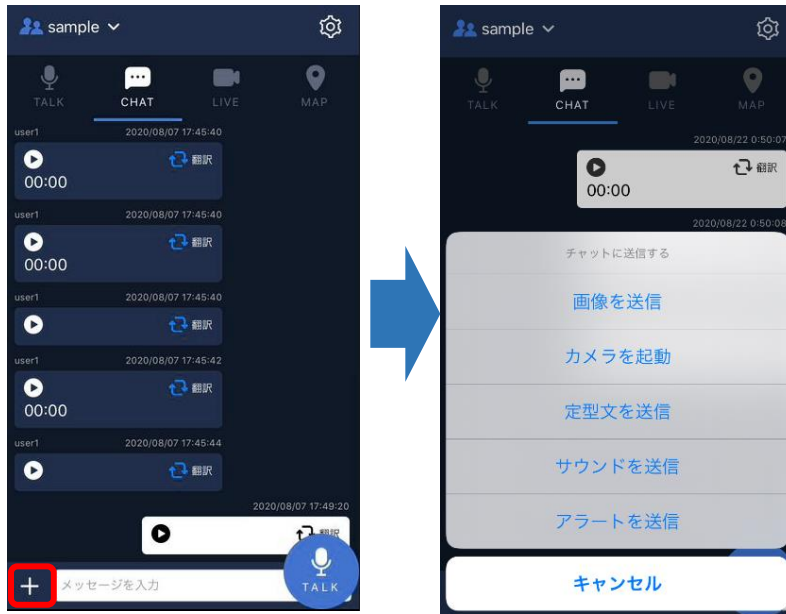 sample
TALK CHAT LIVE MAP
user1 2020/08/07 17:45:40
翻訳
00:00
user1 2020/08/07 17:45:40
翻訳
00:00
user1 2020/08/07 17:45:40
翻訳
user1 2020/08/07 17:45:42
翻訳
00:00
user1 2020/08/07 17:45:44
翻訳
2020/08/07 17:49:20
翻訳
メッセージを入力
TALK
sample
TALK CHAT LIVE MAP
2020/08/22 0:50:07
翻訳
00:00
2020/08/22 0:50:08
チャットに送信する
画像を送信
カメラを起動
定型文を送信
サウンドを送信
アラートを送信
キャンセル